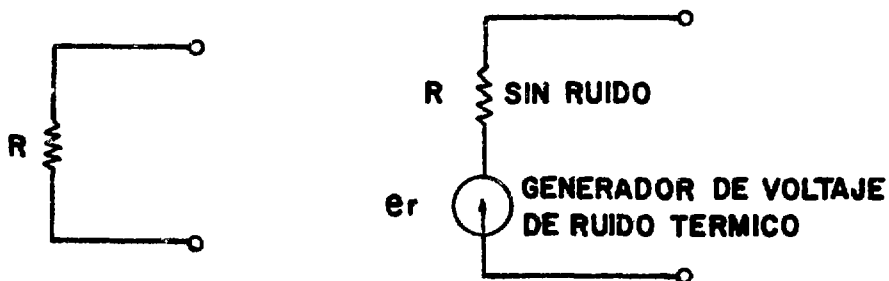 R
R SIN RUIDO
er GENERADOR DE VOLTAJE
DE RUIDO TERMICO